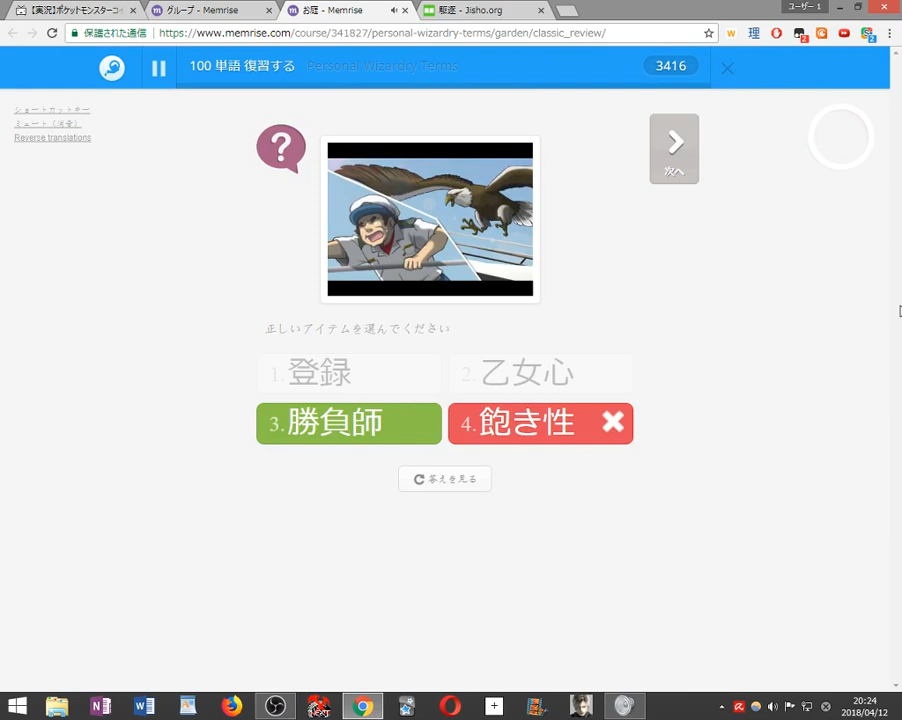 【実況】ポケットモンスターコイ
グループ - Memrise
お庭 - Memrise
駆逐 - Jisho.org
ユーザー 1
保護された通信
https://www.memrise.com/course/341827/personal-wizardry-terms/garden/classic_review/
100 単語 復習する
Personal Wizardry Terms
3416
ショートカットキー
ミュート (消音)
Reverse translations
?
次へ
正しいアイテムを選んでください
1. 登録
2. 乙女心
3. 勝負師
4. 飽き性
答えを見る
20:24
2018/04/12